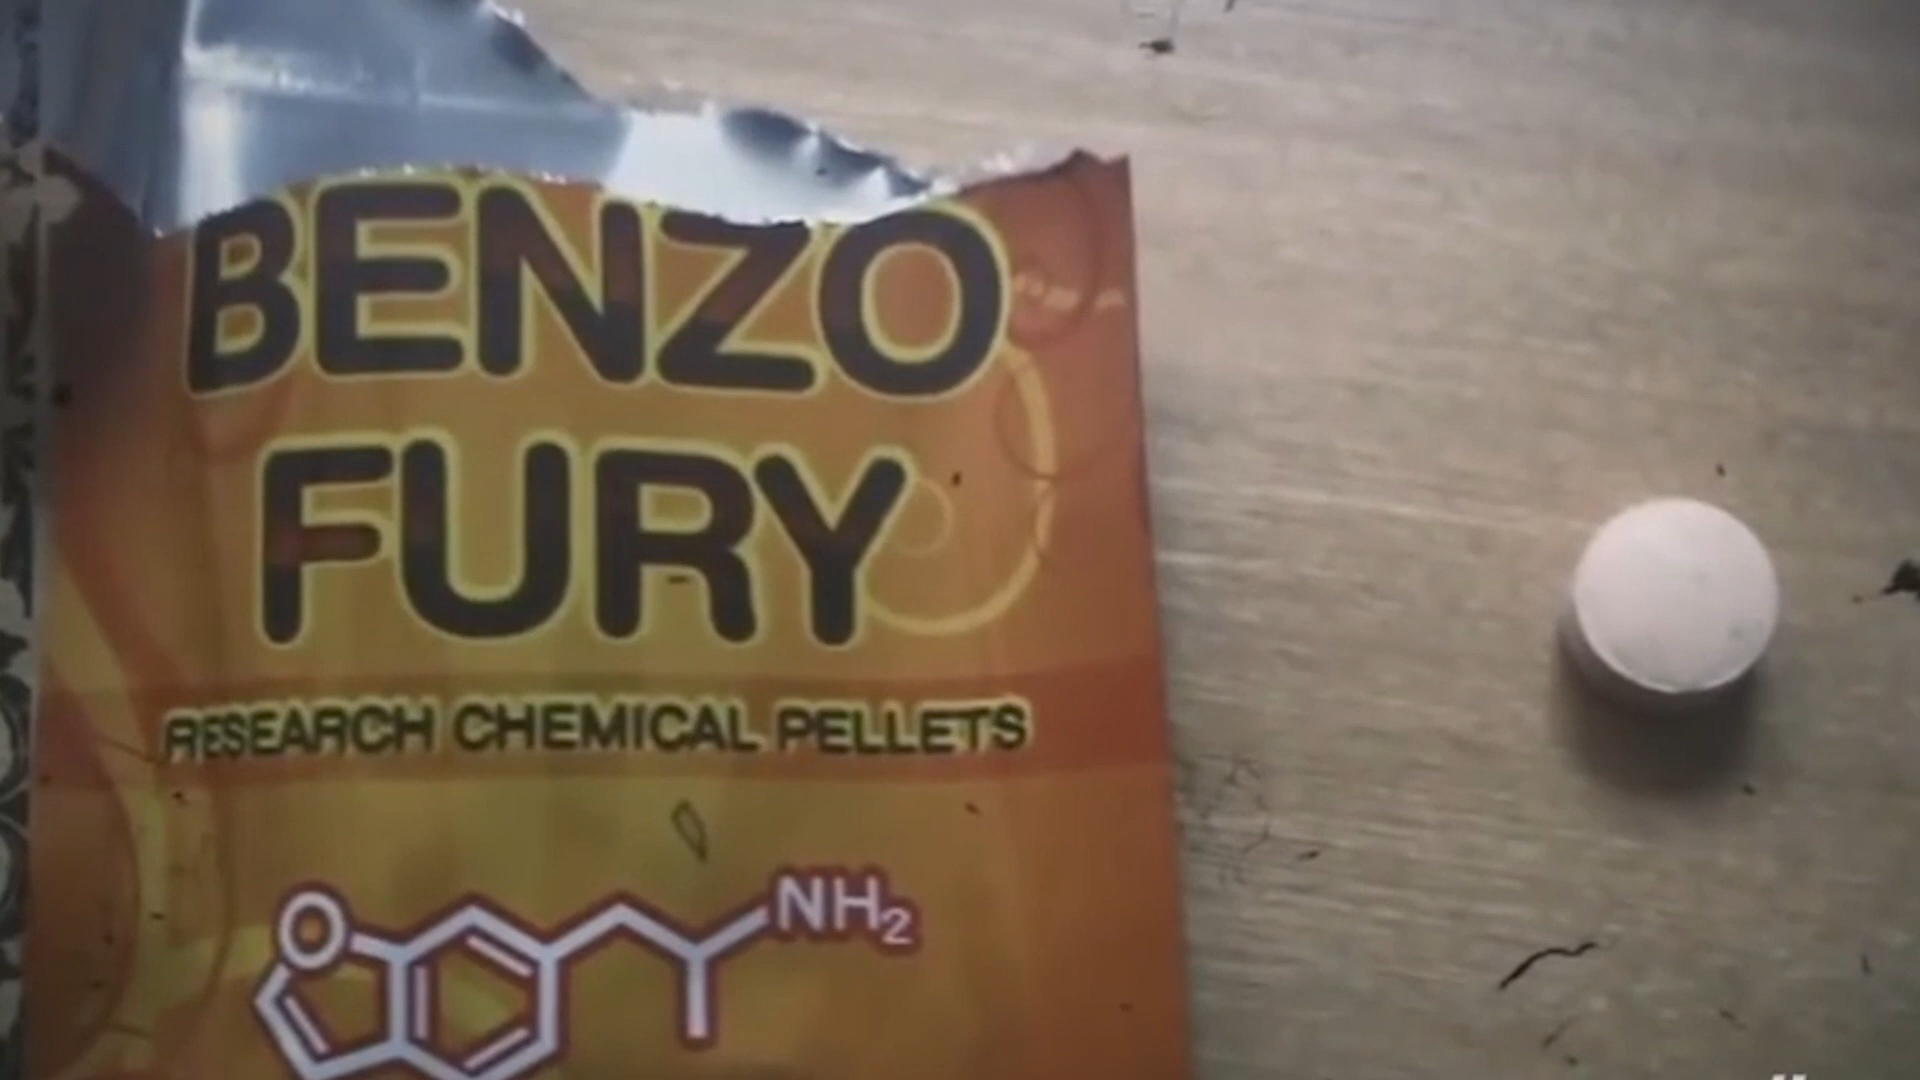 BENZO
FURY
RESEARCH CHEMICAL PELLETS
O
NH₂